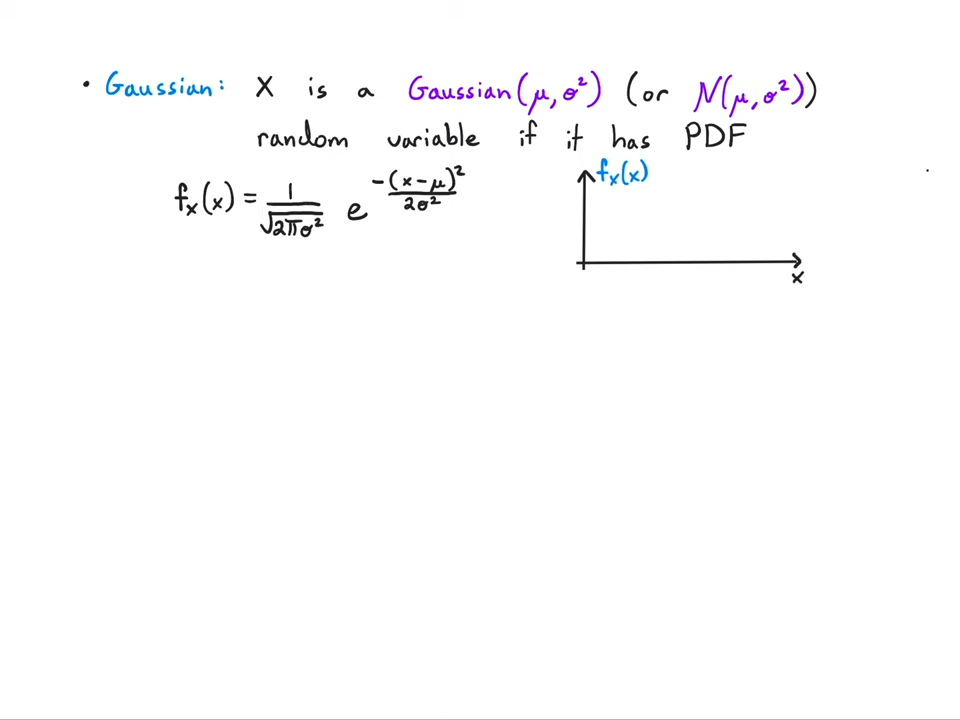 • Gaussian: X is a Gaussian(μ, σ²) (or N(μ, σ²))
random variable if it has PDF
fₓ(x) = 1/√(2πσ²) e^(-(x-μ)²/2σ²)
fₓ(x)
x